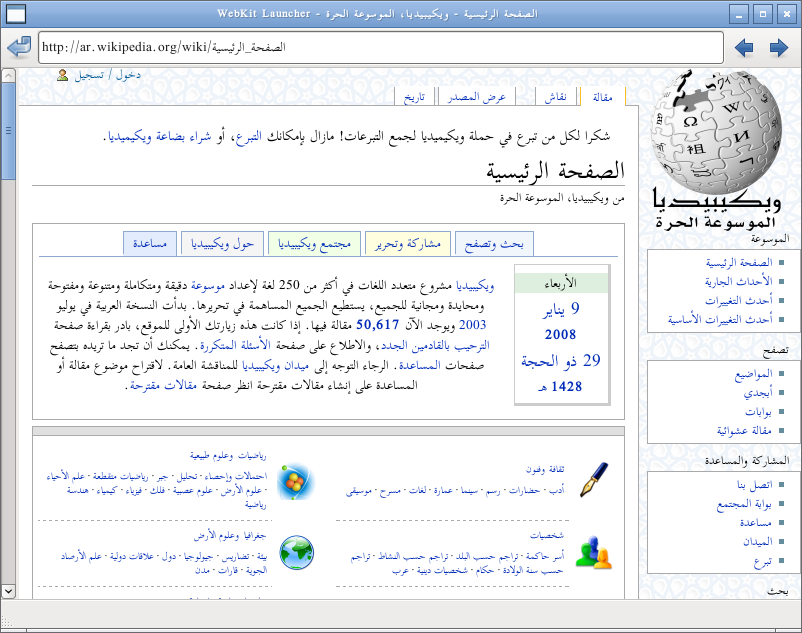 الصفحة الرئيسية - ويكيبيديا، الموسوعة الحرة - WebKit Launcher
http://ar.wikipedia.org/wiki/الصفحة_الرئيسية
دخول / تسجيل
مقالة
نقاش
عرض المصدر
تاريخ
شكرا لكل من تبرع في حملة ويكيميديا لجمع التبرعات! مازال بإمكانك التبرع، أو شراء بضاعة ويكيميديا.
الصفحة الرئيسية
من ويكيبيديا، الموسوعة الحرة
بحث وتصفح
مشاركة وتحرير
مجتمع ويكيبيديا
حول ويكيبيديا
مساعدة
الأربعاء
9 يناير
2008
29 ذو الحجة
1428 هـ
ويكيبيديا مشروع متعدد اللغات في أكثر من 250 لغة لإعداد موسوعة دقيقة ومتكاملة ومتنوعة ومفتوحة
ومحايدة ومجانية للجميع، يستطيع الجميع المساهمة في تحريرها. بدأت النسخة العربية في يوليو
2003 ويوجد الآن 50,617 مقالة فيها. إذا كانت هذه زيارتك الأولى للموقع، بادر بقراءة صفحة
الترحيب بالقادمين الجدد، والاطلاع على صفحة الأسئلة المتكررة. يمكنك أن تجد ما تريده بتصفح
صفحات المساعدة. الرجاء التوجه إلى ميدان ويكيبيديا للمناقشة العامة. لاقتراح موضوع مقالة أو
المساعدة على إنشاء مقالات مقترحة انظر صفحة مقالات مقترحة.
ثقافة وفنون
أدب · حضارات · رسم · سينما · عمارة · لغات · مسرح · موسيقى
رياضيات وعلوم طبيعية
احتمالات وإحصاء · تحليل · جبر · رياضيات متقطعة · علم الأحياء
· علوم الأرض · علوم عصبية · فلك · فيزياء · كيمياء · هندسة
رياضية
شخصيات
أسر حاكمة · تراجم حسب البلد · تراجم حسب النشاط · تراجم
حسب سنة الولادة · حكام · شخصيات دينية · عرب
جغرافيا وعلوم الأرض
بيئة · تضاريس · جيولوجيا · دول · علاقات دولية · علم الأرصاد
الجوية · قارات · مدن
ويكيبيديا
الموسوعة الحرة
الموسوعة
الصفحة الرئيسية
الأحداث الجارية
أحدث التغييرات
أحدث التغييرات الأساسية
تصفح
المواضيع
أبجدي
بوابات
مقالة عشوائية
المشاركة والمساعدة
اتصل بنا
بوابة المجتمع
مساعدة
الميدان
تبرع
بحث